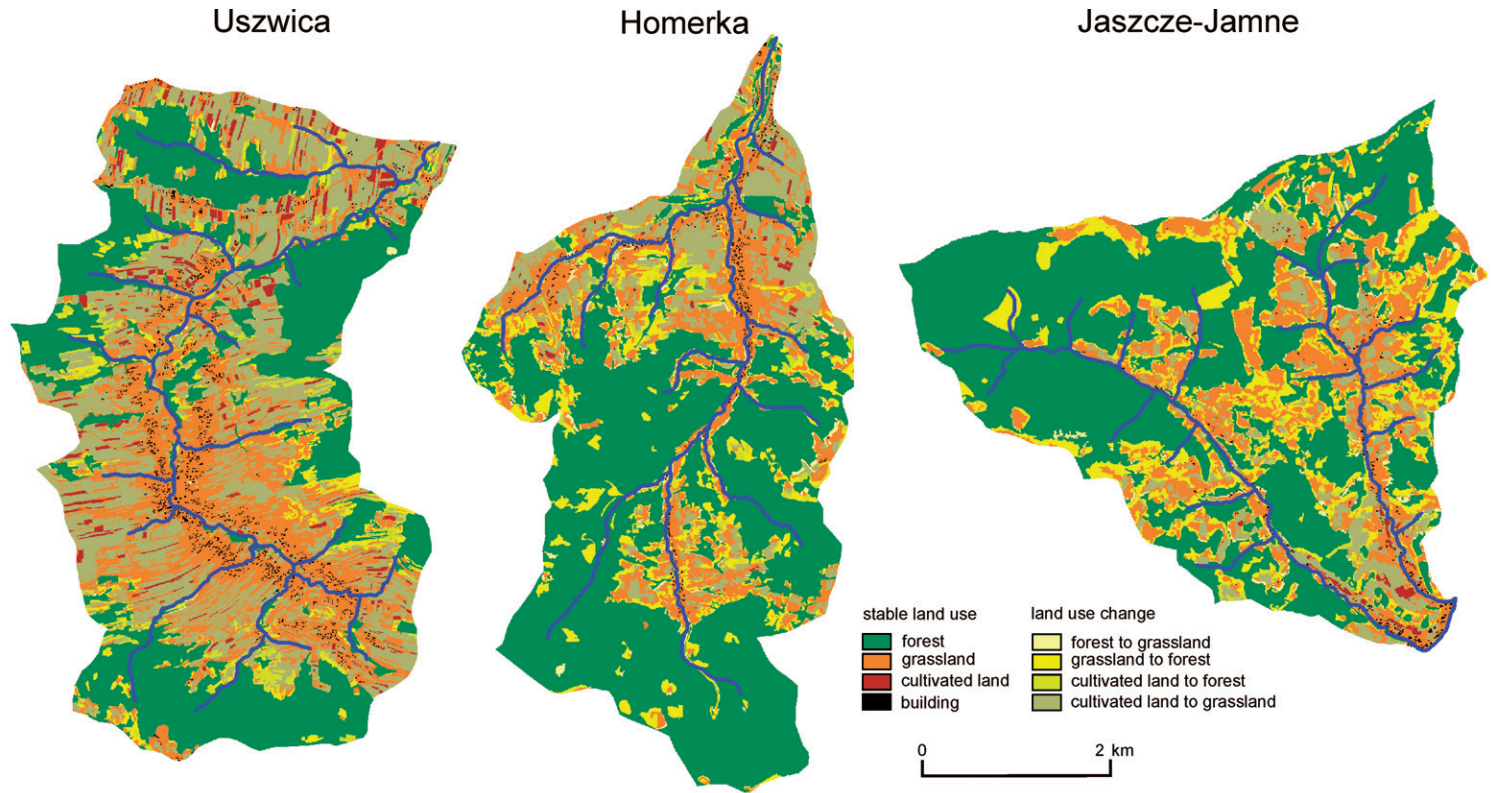 Uszwica
Homerka
Jaszcze-Jamne
stable land use
forest
grassland
cultivated land
building
land use change
forest to grassland
grassland to forest
cultivated land to forest
cultivated land to grassland
0 2 km